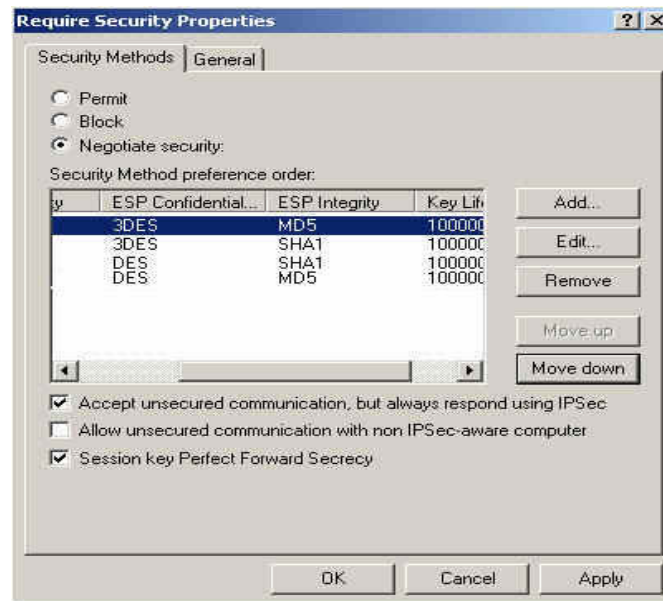 Require Security Properties
Security Methods General
Permit
Block
Negotiate security:
Security Method preference order:
y ESP Confidential... ESP Integrity Key Lif
3DES MD5 100000
3DES SHA1 100000
DES SHA1 100000
DES MD5 100000
Add...
Edit...
Remove
Move up
Move down
Accept unsecured communication, but always respond using IPSec
Allow unsecured communication with non IPSec-aware computer
Session key Perfect Forward Secrecy
OK Cancel Apply